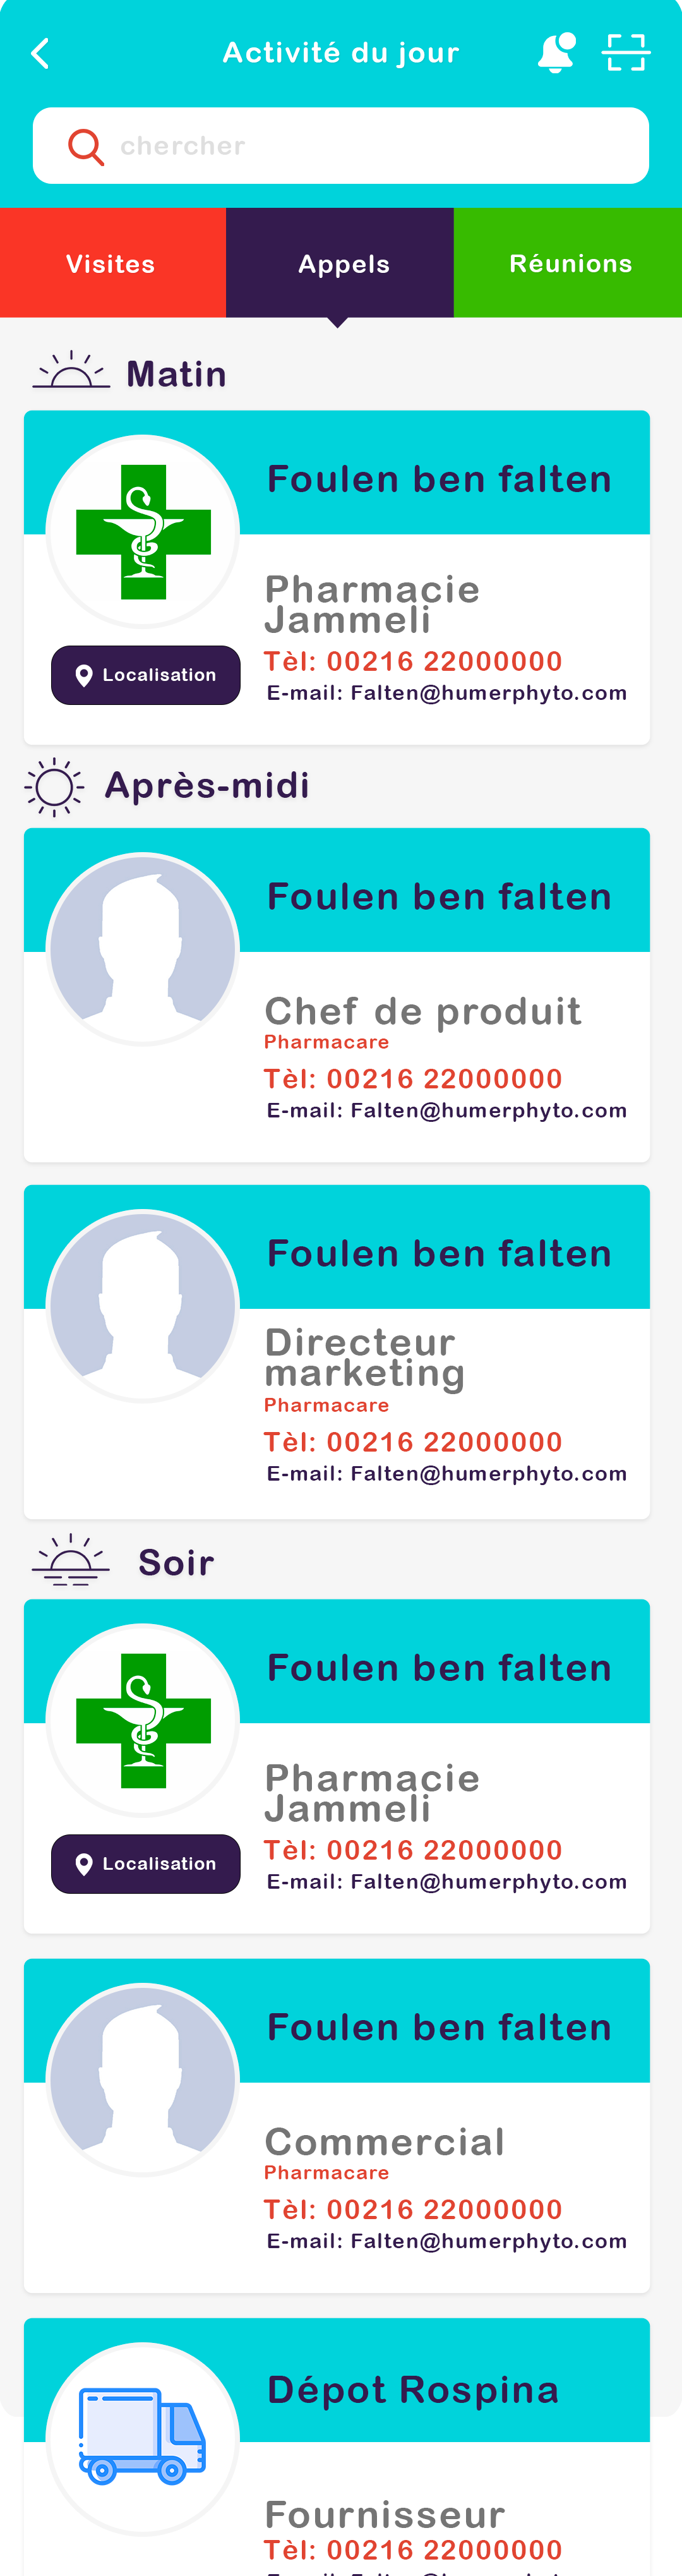 Activité du jour
chercher
Visites
Appels
Réunions
Matin
Foulen ben falten
Pharmacie
Jammeli
Tèl: 00216 22000000
Localisation
E-mail: Falten@humerphyto.com
Après-midi
Foulen ben falten
Chef de produit
Pharmacare
Tèl: 00216 22000000
E-mail: Falten@humerphyto.com
Foulen ben falten
Directeur
marketing
Pharmacare
Tèl: 00216 22000000
E-mail: Falten@humerphyto.com
Soir
Foulen ben falten
Pharmacie
Jammeli
Tèl: 00216 22000000
Localisation
E-mail: Falten@humerphyto.com
Foulen ben falten
Commercial
Pharmacare
Tèl: 00216 22000000
E-mail: Falten@humerphyto.com
Dépot Rospina
Fournisseur
Tèl: 00216 22000000